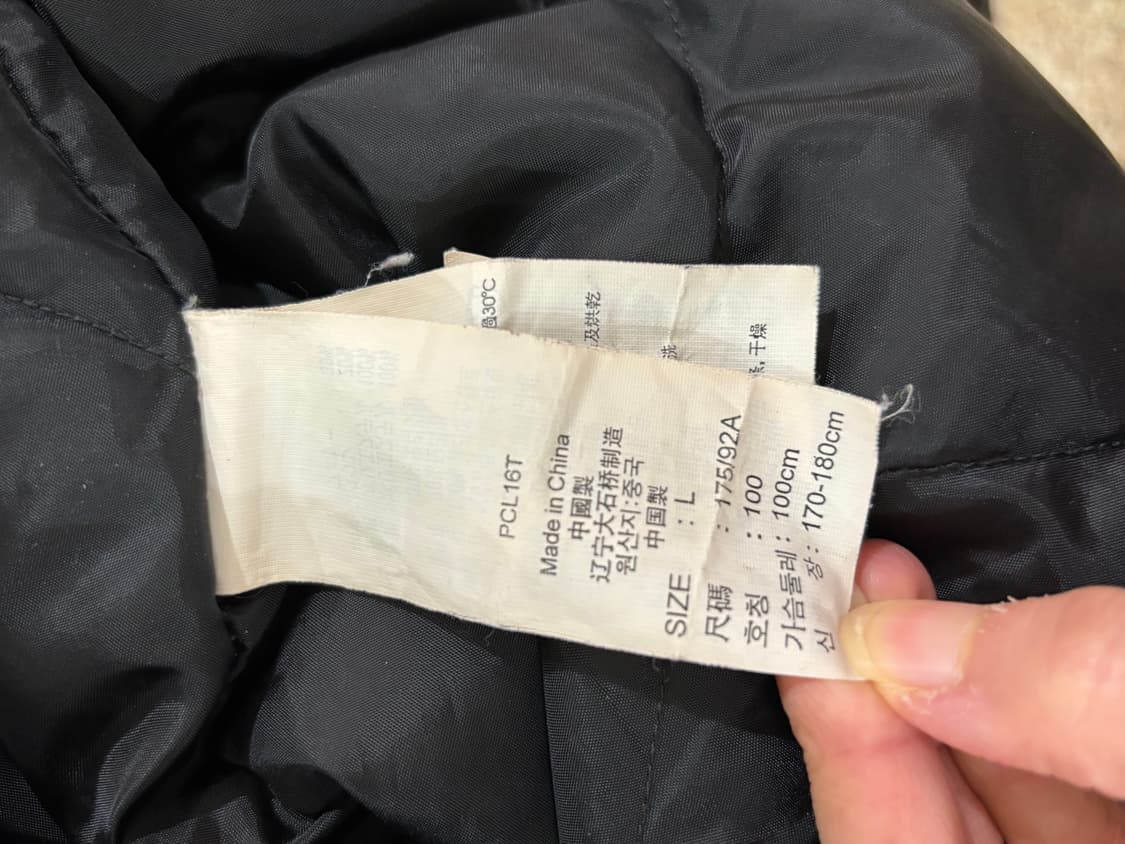 PCL16T
Made in China
中國製
辽宁大石桥制造
원산지:중국
中国製
SIZE : L
尺碼 : 175/92A
호칭 : 100
가슴둘레 : 100cm
신 장 : 170-180cm
過30°C
及烘乾
洗
条, 干燥